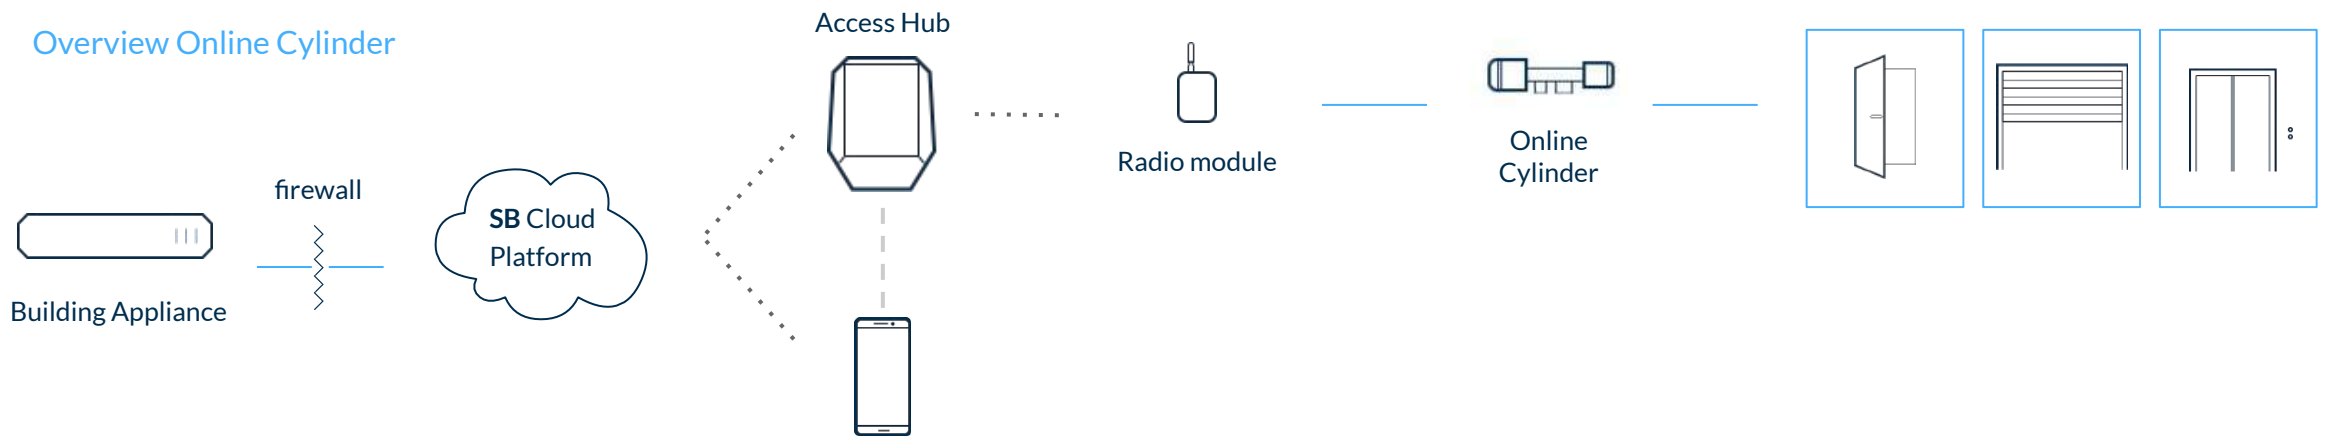 Overview Online Cylinder
Access Hub
Radio module
Online
Cylinder
firewall
SB Cloud
Platform
Building Appliance